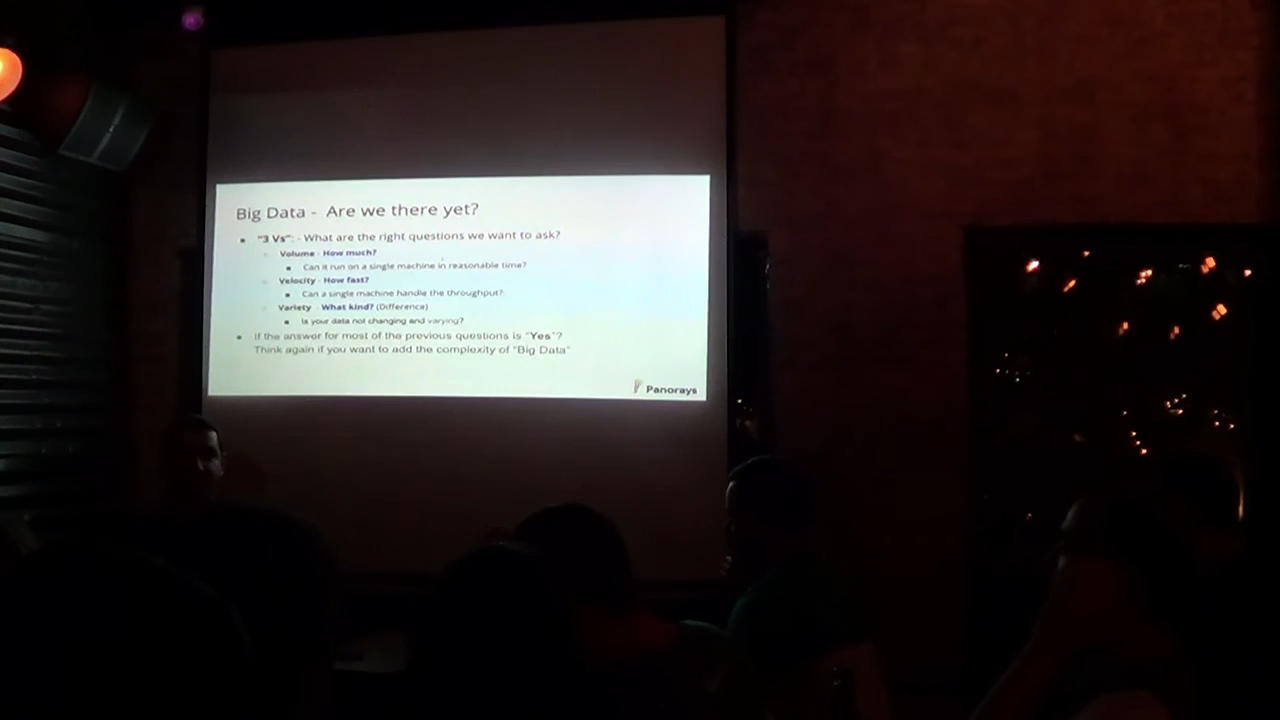 Big Data - Are we there yet?
"3 Vs": - What are the right questions we want to ask?
Volume - How much?
Can it run on a single machine in reasonable time?
Velocity - How fast?
Can a single machine handle the throughput?
Variety - What kind? (Difference)
Is your data not changing and varying?
If the answer for most of the previous questions is "Yes"?
Think again if you want to add the complexity of "Big Data"
Panorays